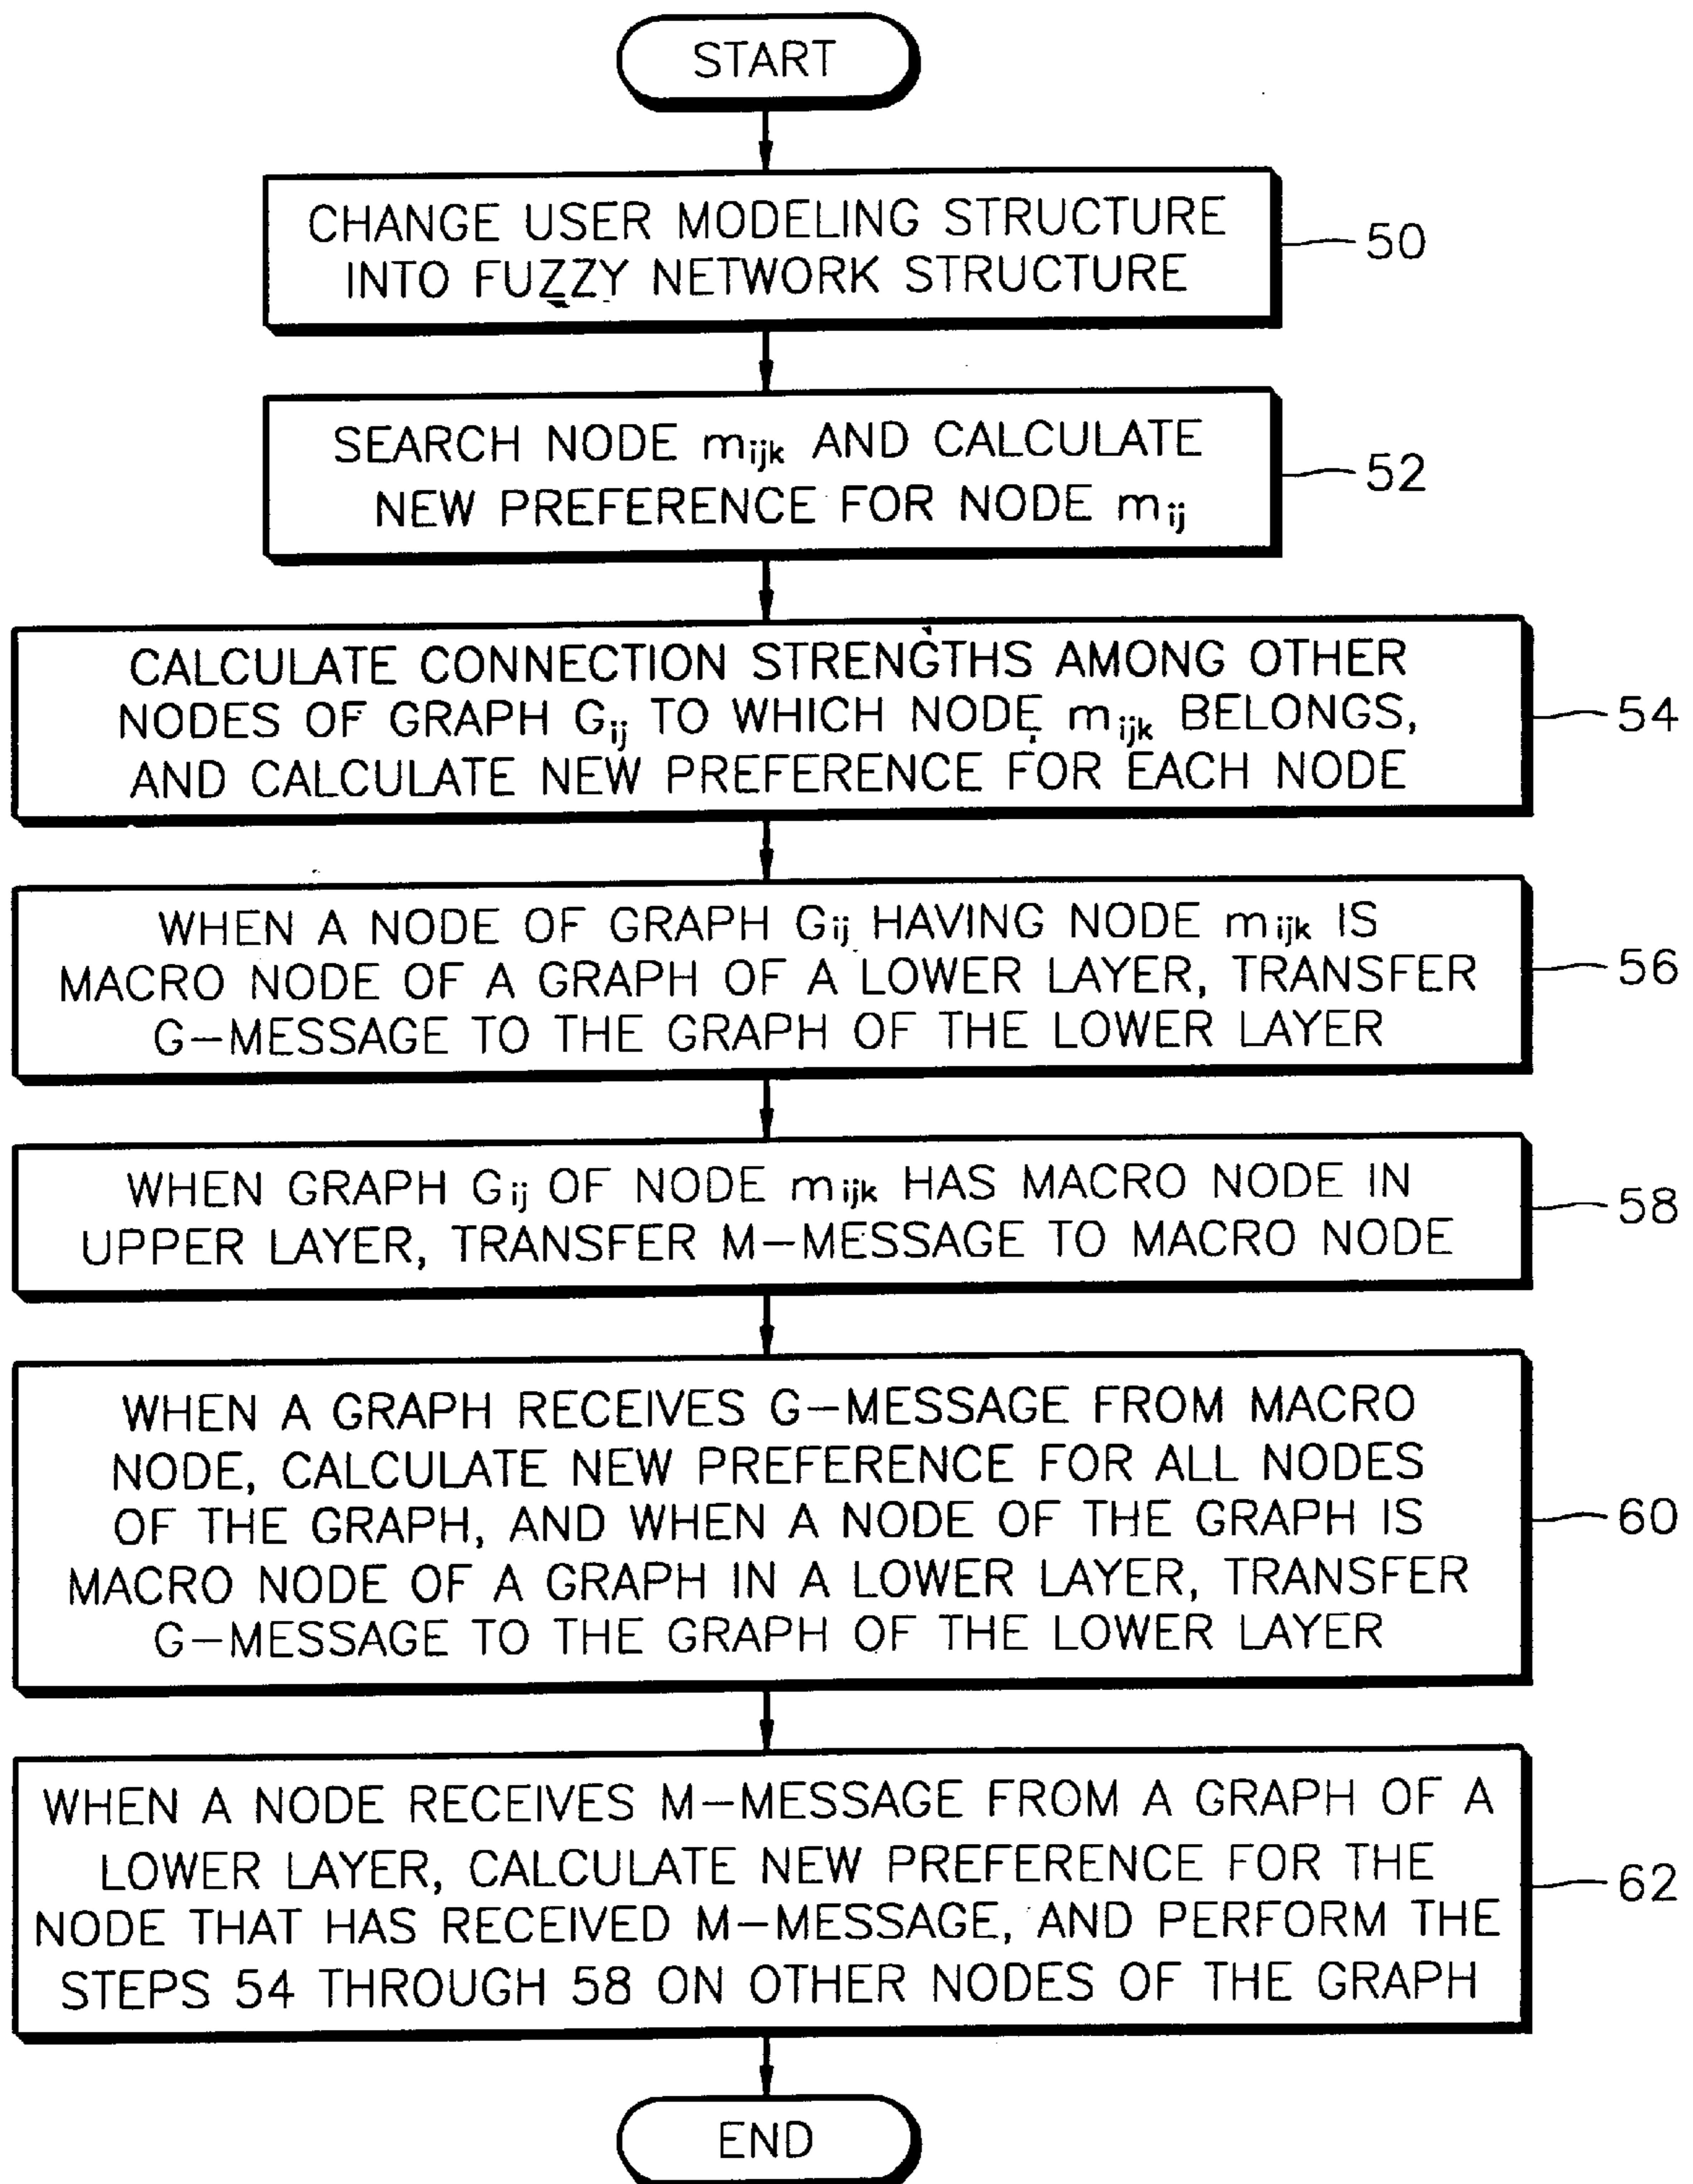 START
CHANGE USER MODELING STRUCTURE
INTO FUZZY NETWORK STRUCTURE
50
SEARCH NODE mijk AND CALCULATE
NEW PREFERENCE FOR NODE mij
52
CALCULATE CONNECTION STRENGTHS AMONG OTHER
NODES OF GRAPH Gij TO WHICH NODE mijk BELONGS,
AND CALCULATE NEW PREFERENCE FOR EACH NODE
54
WHEN A NODE OF GRAPH Gij HAVING NODE mijk IS
MACRO NODE OF A GRAPH OF A LOWER LAYER, TRANSFER
G-MESSAGE TO THE GRAPH OF THE LOWER LAYER
56
WHEN GRAPH Gij OF NODE mijk HAS MACRO NODE IN
UPPER LAYER, TRANSFER M-MESSAGE TO MACRO NODE
58
WHEN A GRAPH RECEIVES G-MESSAGE FROM MACRO
NODE, CALCULATE NEW PREFERENCE FOR ALL NODES
OF THE GRAPH, AND WHEN A NODE OF THE GRAPH IS
MACRO NODE OF A GRAPH IN A LOWER LAYER, TRANSFER
G-MESSAGE TO THE GRAPH OF THE LOWER LAYER
60
WHEN A NODE RECEIVES M-MESSAGE FROM A GRAPH OF A
LOWER LAYER, CALCULATE NEW PREFERENCE FOR THE
NODE THAT HAS RECEIVED M-MESSAGE, AND PERFORM THE
STEPS 54 THROUGH 58 ON OTHER NODES OF THE GRAPH
62
END